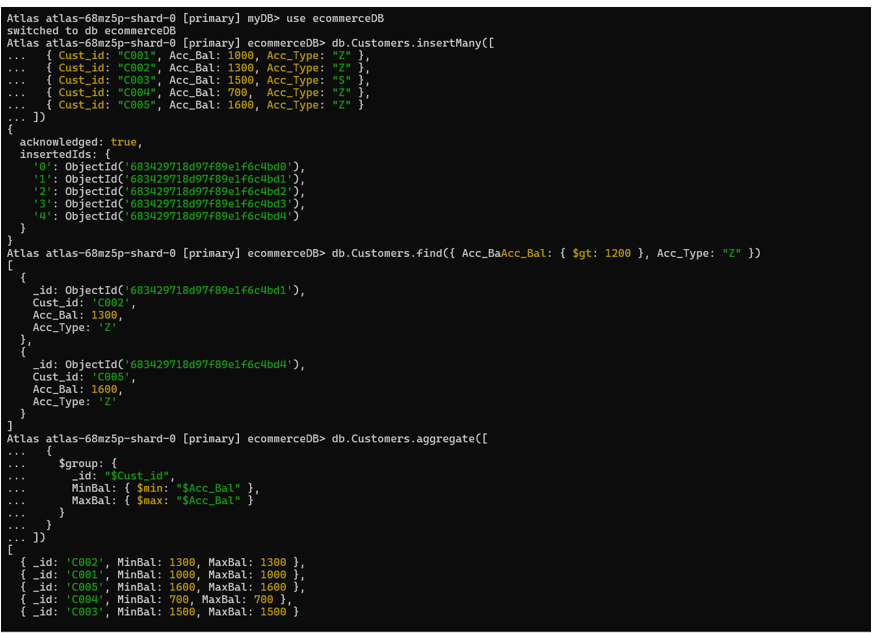 Atlas atlas-68mz5p-shard-0 [primary] myDB> use ecommerceDB
switched to db ecommerceDB
Atlas atlas-68mz5p-shard-0 [primary] ecommerceDB> db.Customers.insertMany([
...   { Cust_id: "C001", Acc_Bal: 1000, Acc_Type: "Z" },
...   { Cust_id: "C002", Acc_Bal: 1300, Acc_Type: "Z" },
...   { Cust_id: "C003", Acc_Bal: 1500, Acc_Type: "S" },
...   { Cust_id: "C004", Acc_Bal: 700,  Acc_Type: "Z" },
...   { Cust_id: "C005", Acc_Bal: 1600, Acc_Type: "Z" }
... ])
{
  acknowledged: true,
  insertedIds: {
    '0': ObjectId('683429718d97f89e1f6c4bd0'),
    '1': ObjectId('683429718d97f89e1f6c4bd1'),
    '2': ObjectId('683429718d97f89e1f6c4bd2'),
    '3': ObjectId('683429718d97f89e1f6c4bd3'),
    '4': ObjectId('683429718d97f89e1f6c4bd4')
  }
}
Atlas atlas-68mz5p-shard-0 [primary] ecommerceDB> db.Customers.find({ Acc_BaAcc_Bal: { $gt: 1200 }, Acc_Type: "Z" })
[
  {
    _id: ObjectId('683429718d97f89e1f6c4bd1'),
    Cust_id: 'C002',
    Acc_Bal: 1300,
    Acc_Type: 'Z'
  },
  {
    _id: ObjectId('683429718d97f89e1f6c4bd4'),
    Cust_id: 'C005',
    Acc_Bal: 1600,
    Acc_Type: 'Z'
  }
]
Atlas atlas-68mz5p-shard-0 [primary] ecommerceDB> db.Customers.aggregate([
...   {
...     $group: {
...       _id: "$Cust_id",
...       MinBal: { $min: "$Acc_Bal" },
...       MaxBal: { $max: "$Acc_Bal" }
...     }
...   }
... ])
[
  { _id: 'C002', MinBal: 1300, MaxBal: 1300 },
  { _id: 'C001', MinBal: 1000, MaxBal: 1000 },
  { _id: 'C005', MinBal: 1600, MaxBal: 1600 },
  { _id: 'C004', MinBal: 700, MaxBal: 700 },
  { _id: 'C003', MinBal: 1500, MaxBal: 1500 }